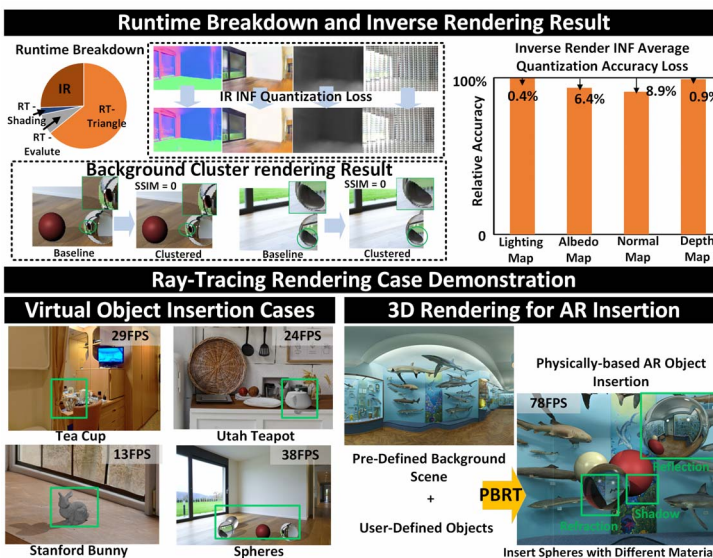 Runtime Breakdown and Inverse Rendering Result
Runtime Breakdown
IR
RT-
Triangle
RT -
Shading
RT -
Evalute
IR INF Quantization Loss
Background Cluster rendering Result
SSIM = 0
SSIM = 0
Baseline
Clustered
Baseline
Clustered
Inverse Render INF Average
Quantization Accuracy Loss
Relative Accuracy
100%
0
0.4%
6.4%
8.9%
0.9%
Lighting
Map
Albedo
Map
Normal
Map
Depth
Map
Ray-Tracing Rendering Case Demonstration
Virtual Object Insertion Cases
29FPS
Tea Cup
24FPS
Utah Teapot
13FPS
Stanford Bunny
38FPS
Spheres
3D Rendering for AR Insertion
Pre-Defined Background
Scene
+
User-Defined Objects
PBRT
Physically-based AR Object
Insertion
78FPS
Reflection
Shadow
Refraction
Insert Spheres with Different Material